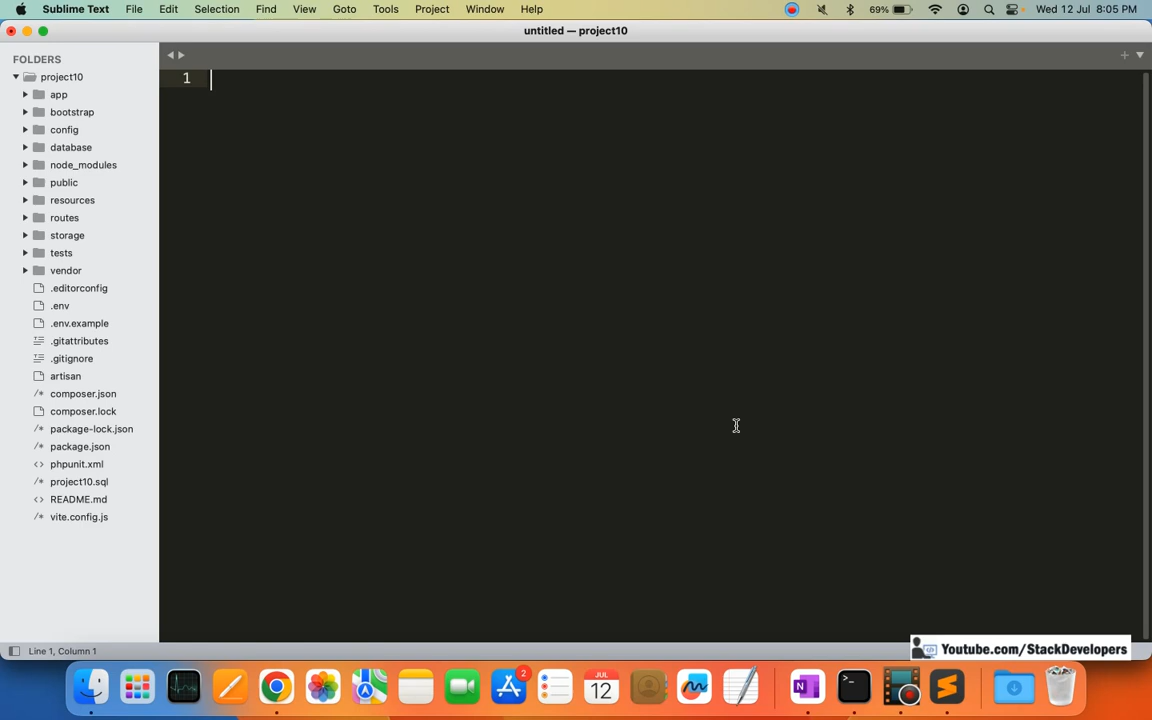 Sublime Text File Edit Selection Find View Goto Tools Project Window Help 69% Wed 12 Jul 8:05 PM
untitled — project10
FOLDERS
project10
app
bootstrap
config
database
node_modules
public
resources
routes
storage
tests
vendor
.editorconfig
.env
.env.example
.gitattributes
.gitignore
artisan
composer.json
composer.lock
package-lock.json
package.json
phpunit.xml
project10.sql
README.md
vite.config.js
1
Line 1, Column 1
Youtube.com/StackDevelopers
2
JUL
12